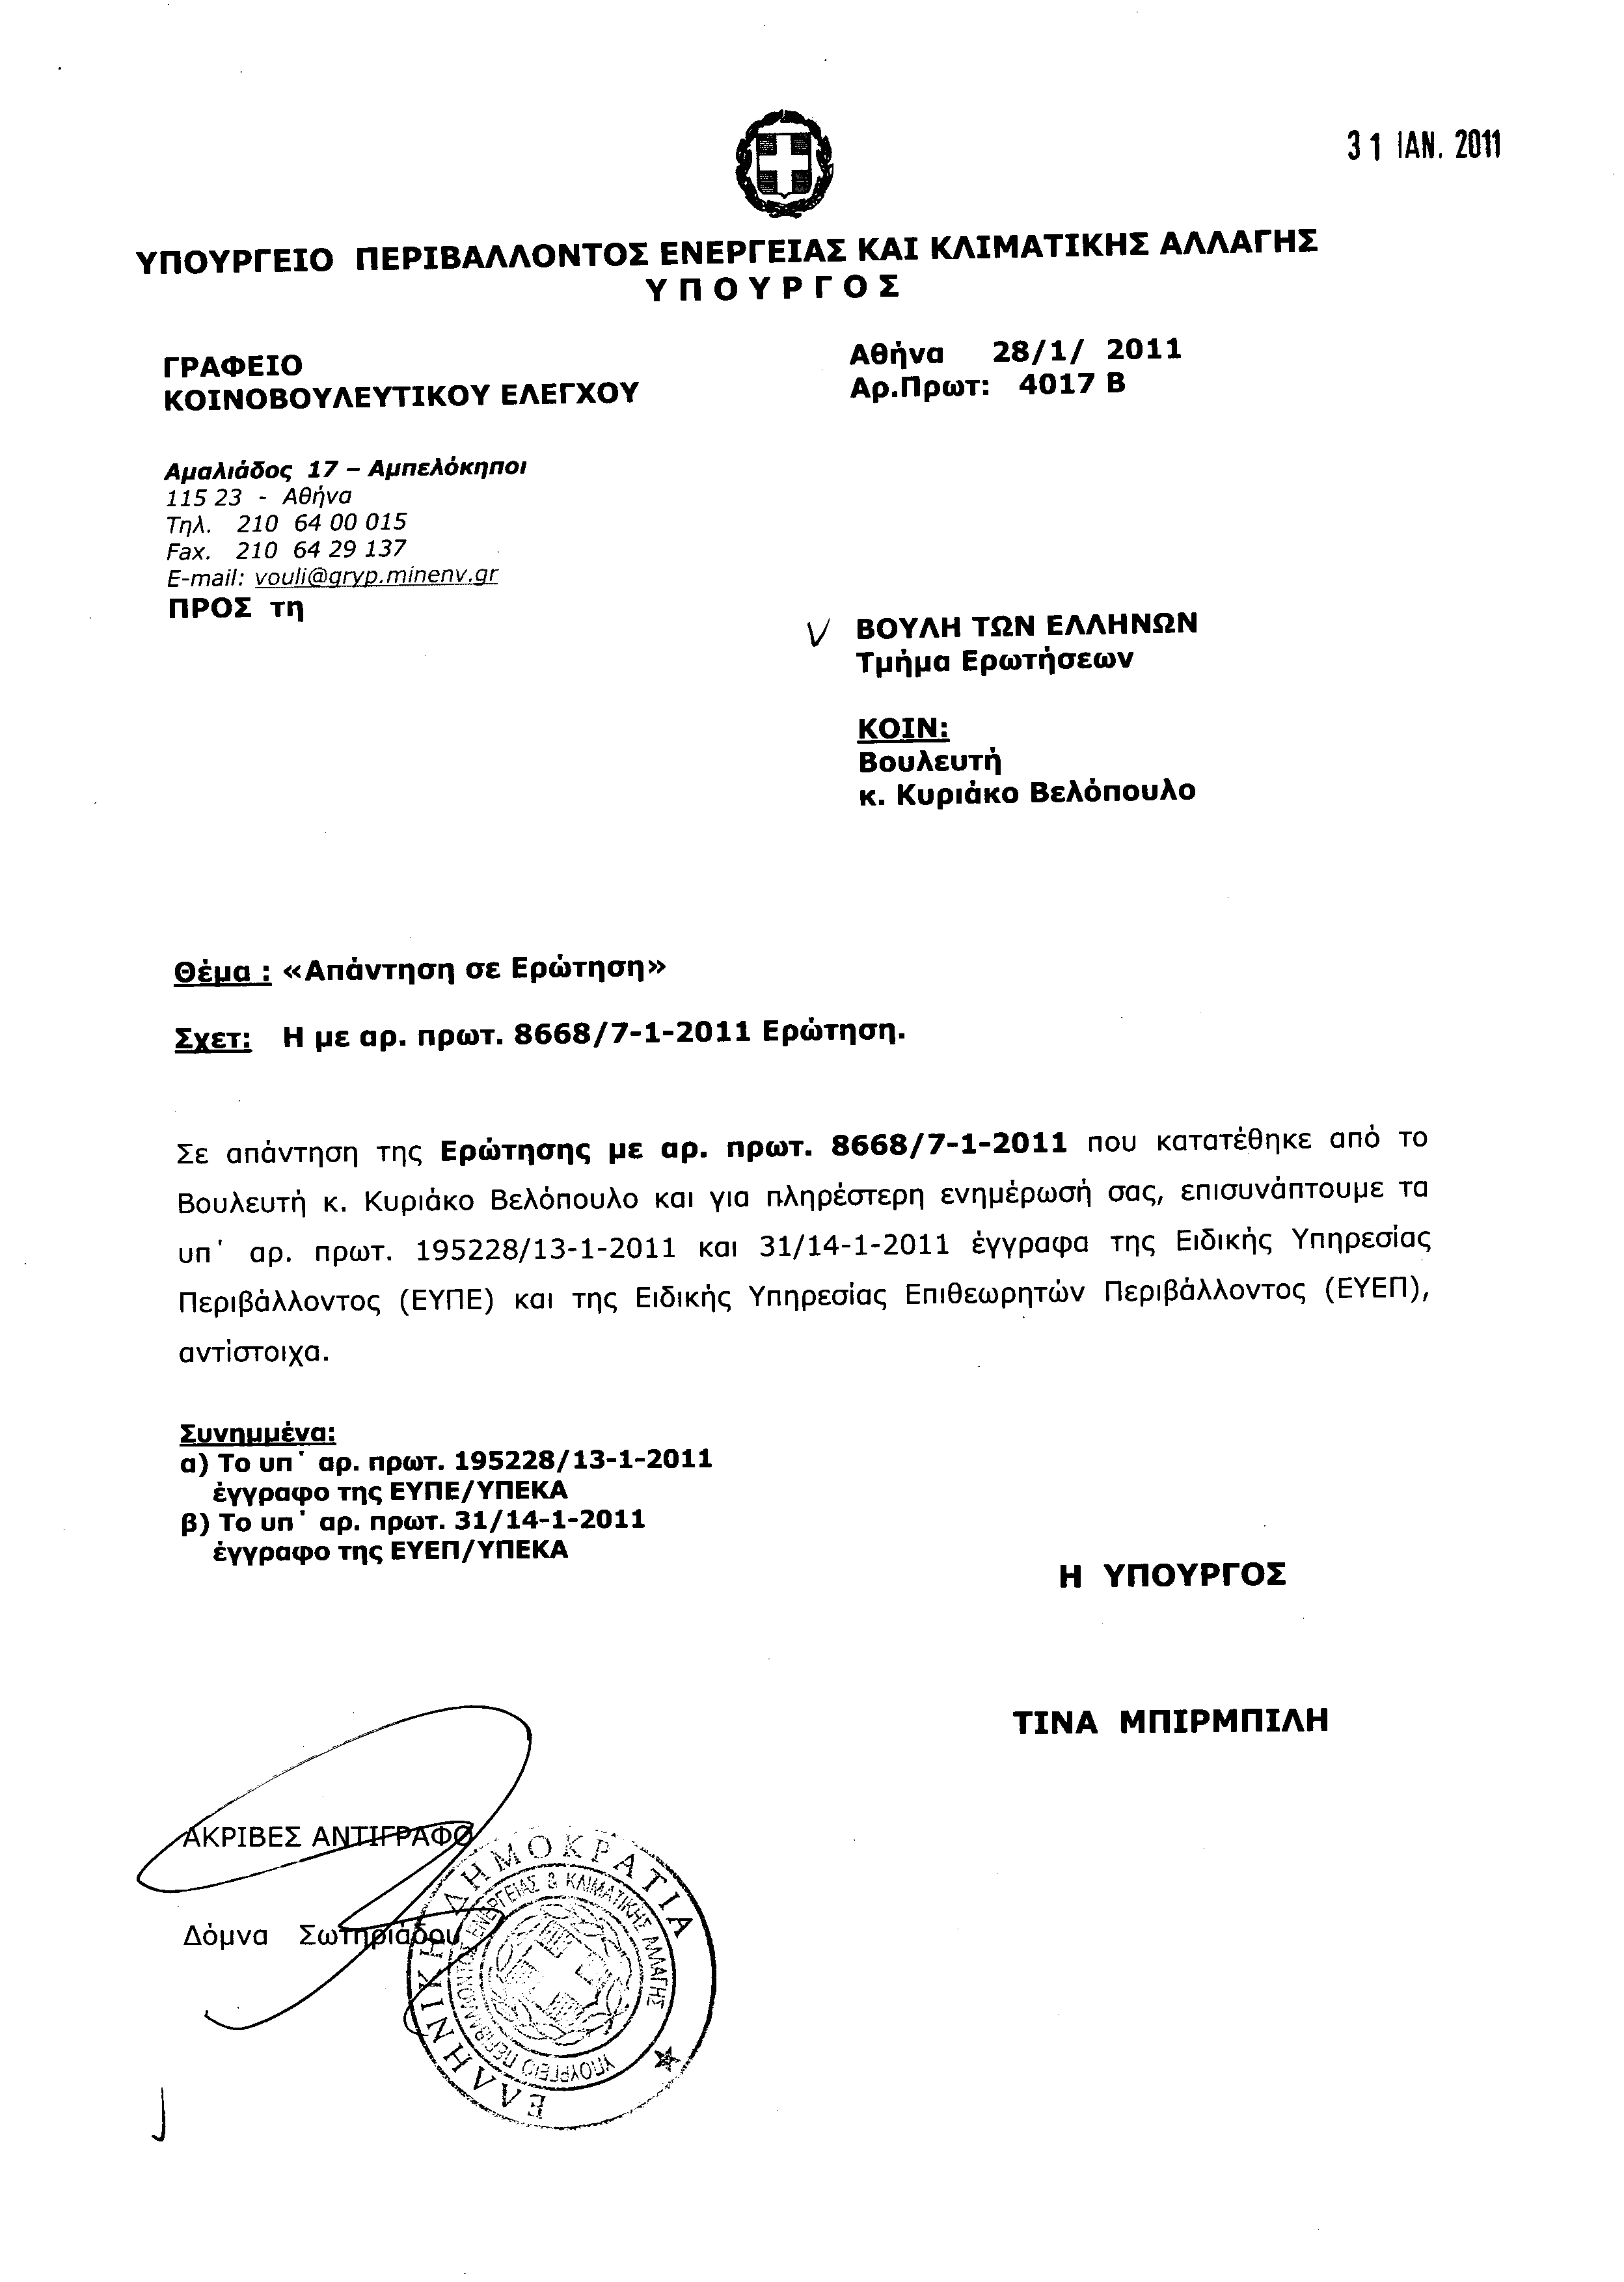 31 ΙΑΝ. 2011
ΥΠΟΥΡΓΕΙΟ ΠΕΡΙΒΑΛΛΟΝΤΟΣ ΕΝΕΡΓΕΙΑΣ ΚΑΙ ΚΛΙΜΑΤΙΚΗΣ ΑΛΛΑΓΗΣ
Υ Π Ο Υ Ρ Γ Ο Σ
ΓΡΑΦΕΙΟ
ΚΟΙΝΟΒΟΥΛΕΥΤΙΚΟΥ ΕΛΕΓΧΟΥ
Αθήνα 28/1/ 2011
Αρ.Πρωτ: 4017 Β
Αμαλιάδος 17 – Αμπελόκηποι
115 23 - Αθήνα
Τηλ. 210 64 00 015
Fax. 210 64 29 137
E-mail: vouli@gryp.minenv.gr
ΠΡΟΣ τη
ΒΟΥΛΗ ΤΩΝ ΕΛΛΗΝΩΝ
Τμήμα Ερωτήσεων
ΚΟΙΝ:
Βουλευτή
κ. Κυριάκο Βελόπουλο
Θέμα : «Απάντηση σε Ερώτηση»
Σχετ: Η με αρ. πρωτ. 8668/7-1-2011 Ερώτηση.
Σε απάντηση της Ερώτησης με αρ. πρωτ. 8668/7-1-2011 που κατατέθηκε από το
Βουλευτή κ. Κυριάκο Βελόπουλο και για πληρέστερη ενημέρωσή σας, επισυνάπτουμε τα
υπ' αρ. πρωτ. 195228/13-1-2011 και 31/14-1-2011 έγγραφα της Ειδικής Υπηρεσίας
Περιβάλλοντος (ΕΥΠΕ) και της Ειδικής Υπηρεσίας Επιθεωρητών Περιβάλλοντος (ΕΥΕΠ),
αντίστοιχα.
Συνημμένα:
α) Το υπ' αρ. πρωτ. 195228/13-1-2011
έγγραφο της ΕΥΠΕ/ΥΠΕΚΑ
β) Το υπ' αρ. πρωτ. 31/14-1-2011
έγγραφο της ΕΥΕΠ/ΥΠΕΚΑ
Η ΥΠΟΥΡΓΟΣ
ΤΙΝΑ ΜΠΙΡΜΠΙΛΗ
ΑΚΡΙΒΕΣ ΑΝΤΙΓΡΑΦΟ
Δόμνα Σωτηριάδου
ΕΛΛΗΝΙΚΗ ΔΗΜΟΚΡΑΤΙΑ
ΥΠΟΥΡΓΕΙΟ ΠΕΡΙΒΑΛΛΟΝΤΟΣ ΕΝΕΡΓΕΙΑΣ & ΚΛΙΜΑΤΙΚΗΣ ΑΛΛΑΓΗΣ